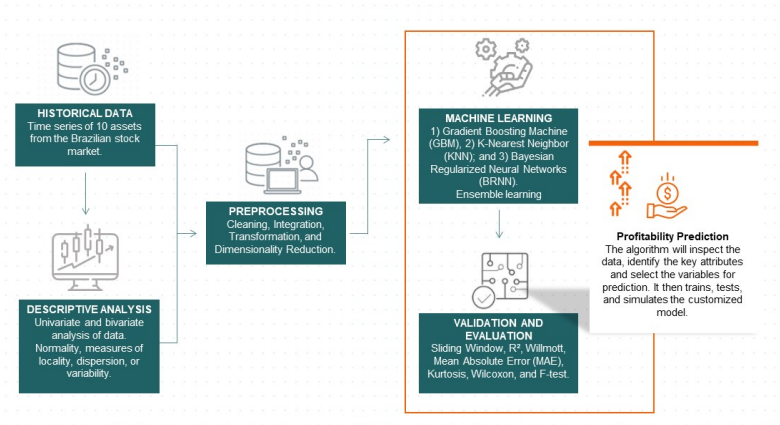 HISTORICAL DATA
Time series of 10 assets
from the Brazilian stock
market.
DESCRIPTIVE ANALYSIS
Univariate and bivariate
analysis of data.
Normality, measures of
locality, dispersion, or
variability.
PREPROCESSING
Cleaning, Integration,
Transformation, and
Dimensionality Reduction.
MACHINE LEARNING
1) Gradient Boosting Machine
(GBM), 2) K-Nearest Neighbor
(KNN); and 3) Bayesian
Regularized Neural Networks
(BRNN).
Ensemble learning
VALIDATION AND
EVALUATION
Sliding Window, R², Willmott,
Mean Absolute Error (MAE),
Kurtosis, Wilcoxon, and F-test.
$
Profitability Prediction
The algorithm will inspect the
data, identify the key attributes
and select the variables for
prediction. It then trains, tests,
and simulates the customized
model.